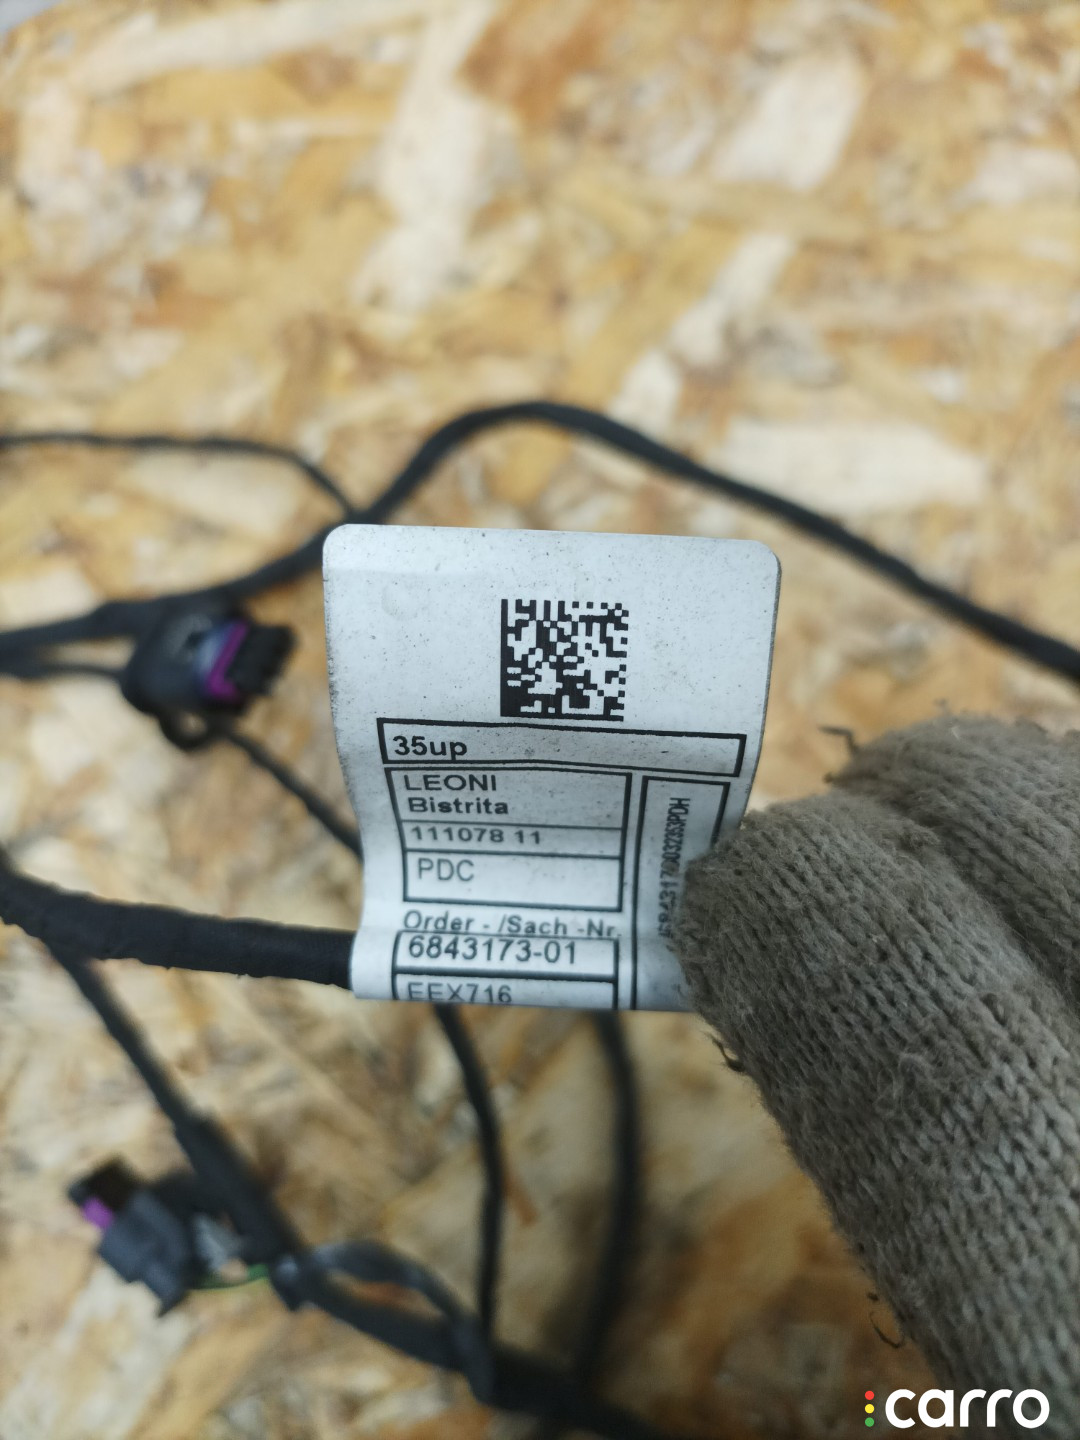 35up
LEONI
Bistrita
111078 11
PDC
Order - /Sach -Nr.
6843173-01
EEX716
carro